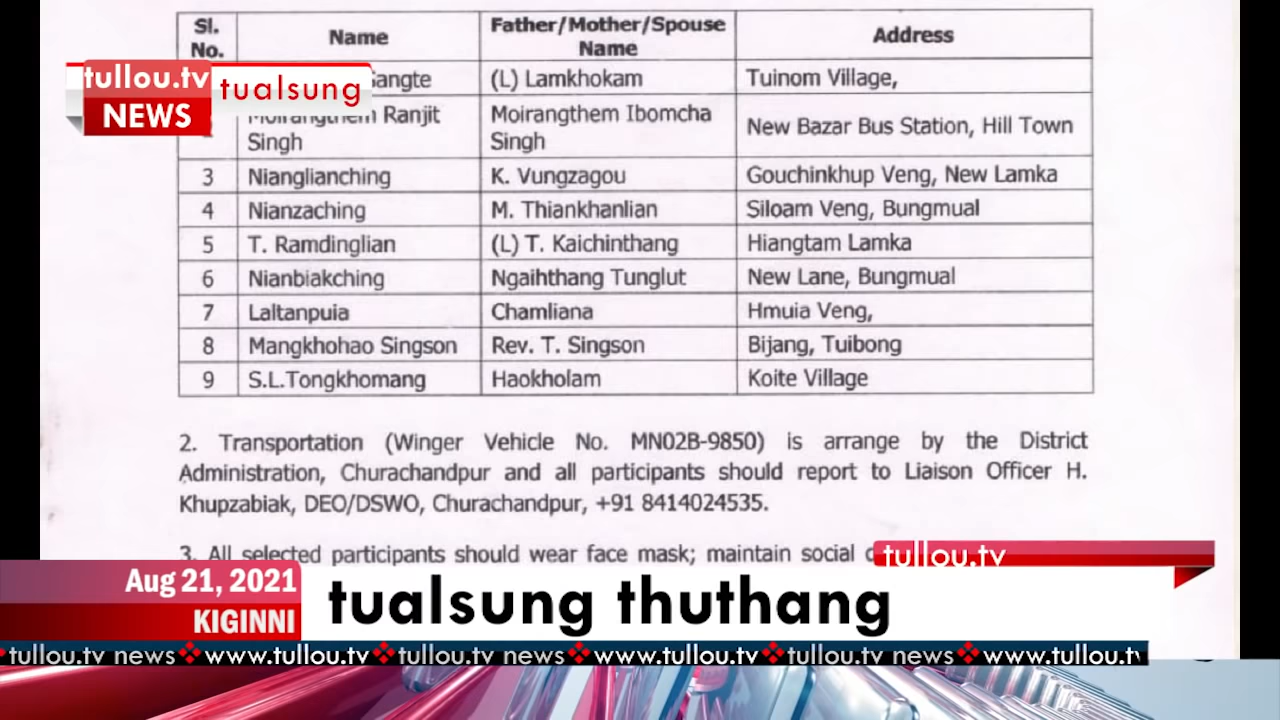 Sl. No. Name Father/Mother/Spouse Name Address
Sangte (L) Lamkhokam Tuinom Village,
Moirangthem Ranjit Singh Moirangthem Ibomcha Singh New Bazar Bus Station, Hill Town
3 Nianglianching K. Vungzagou Gouchinkhup Veng, New Lamka
4 Nianzaching M. Thiankhanlian Siloam Veng, Bungmual
5 T. Ramdinglian (L) T. Kaichinthang Hiangtam Lamka
6 Nianbiakching Ngaihthang Tunglut New Lane, Bungmual
7 Laltanpuia Chamliana Hmuia Veng,
8 Mangkhohao Singson Rev. T. Singson Bijang, Tuibong
9 S.L.Tongkhomang Haokholam Koite Village
tullou.tv
NEWS
tualsung
2. Transportation (Winger Vehicle No. MN02B-9850) is arrange by the District
Administration, Churachandpur and all participants should report to Liaison Officer H.
Khupzabiak, DEO/DSWO, Churachandpur, +91 8414024535.
3. All selected participants should wear face mask; maintain social
tullou.tv
Aug 21, 2021
KIGINNI
tualsung thuthang
tullou.tv news www.tullou.tv tullou.tv news www.tullou.tv tullou.tv news www.tullou.tv